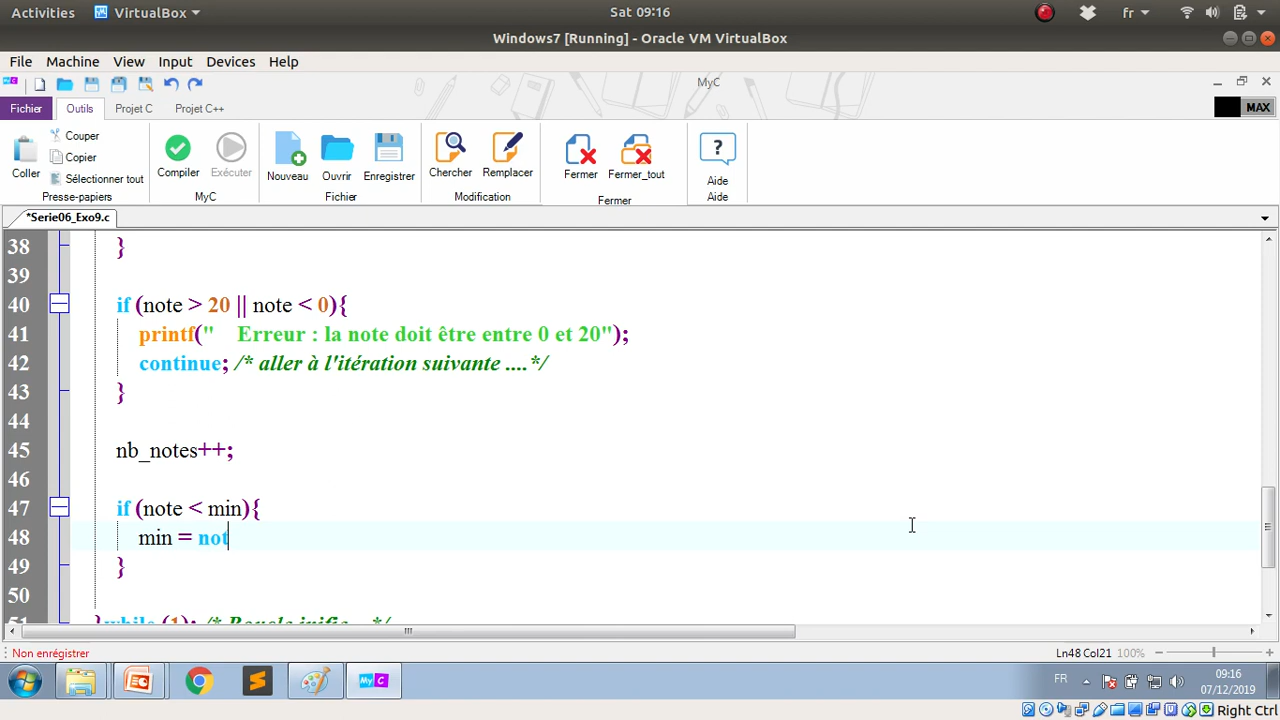 Activities VirtualBox Sat 09:16 fr
Windows7 [Running] - Oracle VM VirtualBox
File Machine View Input Devices Help
MyC
Fichier Outils Projet C Projet C++ MAX
Coller Couper Copier Sélectionner tout
Compiler Exécuter Nouveau Ouvrir Enregistrer Chercher Remplacer Fermer Fermer_tout Aide
Presse-papiers MyC Fichier Modification Fermer Aide
*Serie06_Exo9.c
38 }
39
40 if (note > 20 || note < 0){
41 printf("    Erreur : la note doit être entre 0 et 20");
42 continue; /* aller à l'itération suivante ....*/
43 }
44
45 nb_notes++;
46
47 if (note < min){
48 min = not
49 }
50
51 }while (1); /* Boucle inifie... */
Non enregistrer Ln48 Col21 100%
FR 09:16
07/12/2019
Right Ctrl